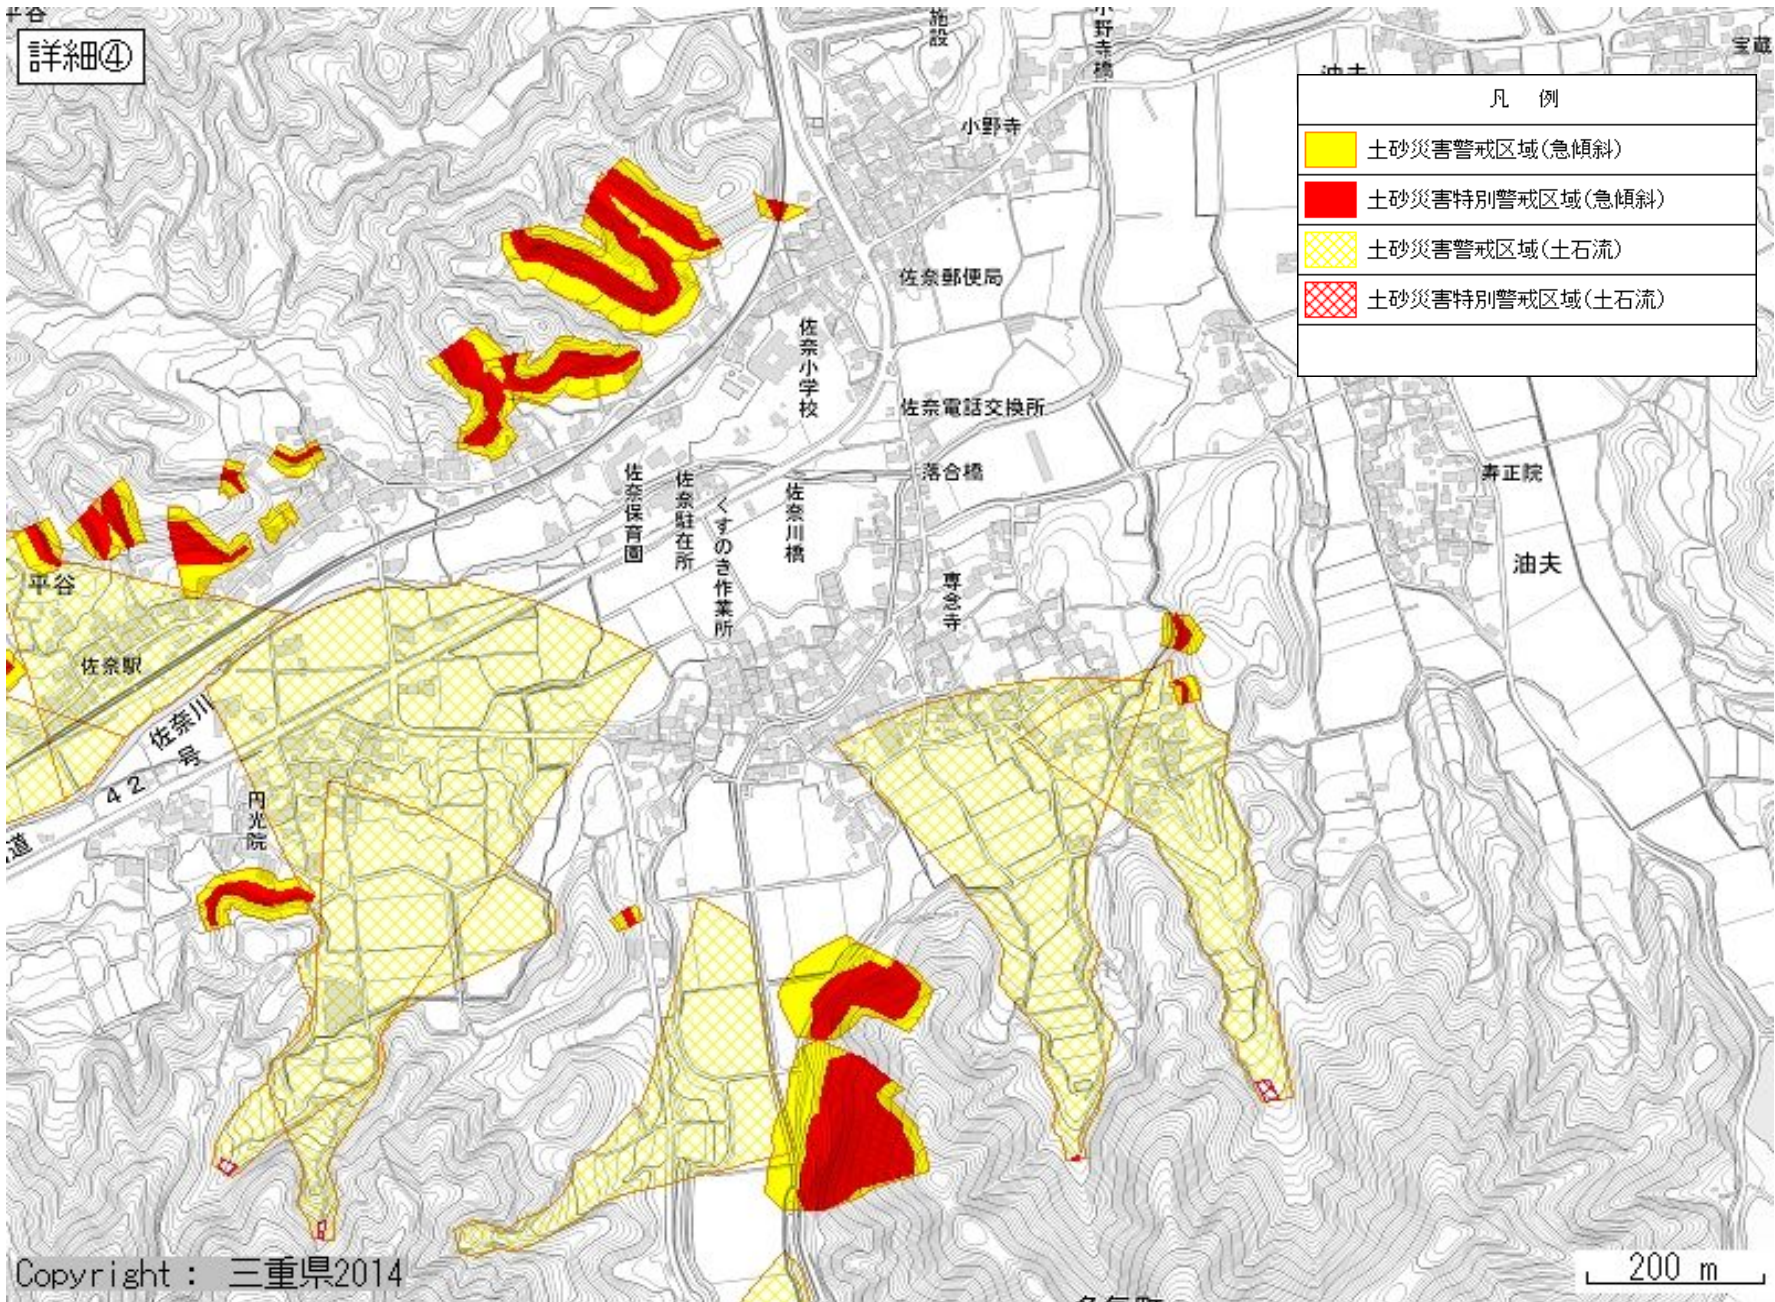 平谷
詳細④
施設
小野寺橋
宝蔵
油夫
凡 例
土砂災害警戒区域(急傾斜)
土砂災害特別警戒区域(急傾斜)
土砂災害警戒区域(土石流)
土砂災害特別警戒区域(土石流)
小野寺
佐奈郵便局
佐奈小学校
佐奈電話交換所
落合橋
佐奈保育園
佐奈駐在所
くすのき作業所
佐奈川橋
寿正院
油夫
専念寺
平谷
佐奈駅
佐奈川
42号
道
円光院
Copyright : 三重県2014
200 m